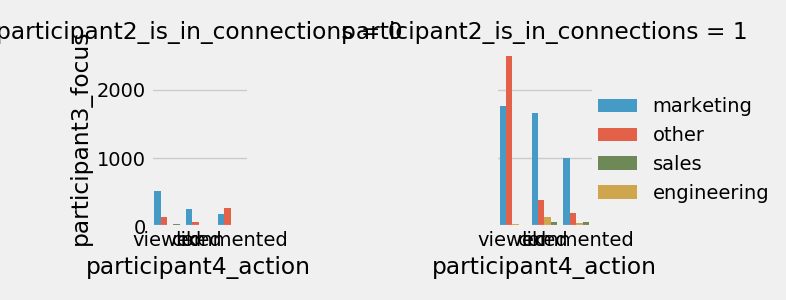 participant2_is_in_connections = 0
participant2_is_in_connections = 1
participant3_focus
2000
1000
0
viewed
commented
viewed
commented
participant4_action
participant4_action
marketing
other
sales
engineering